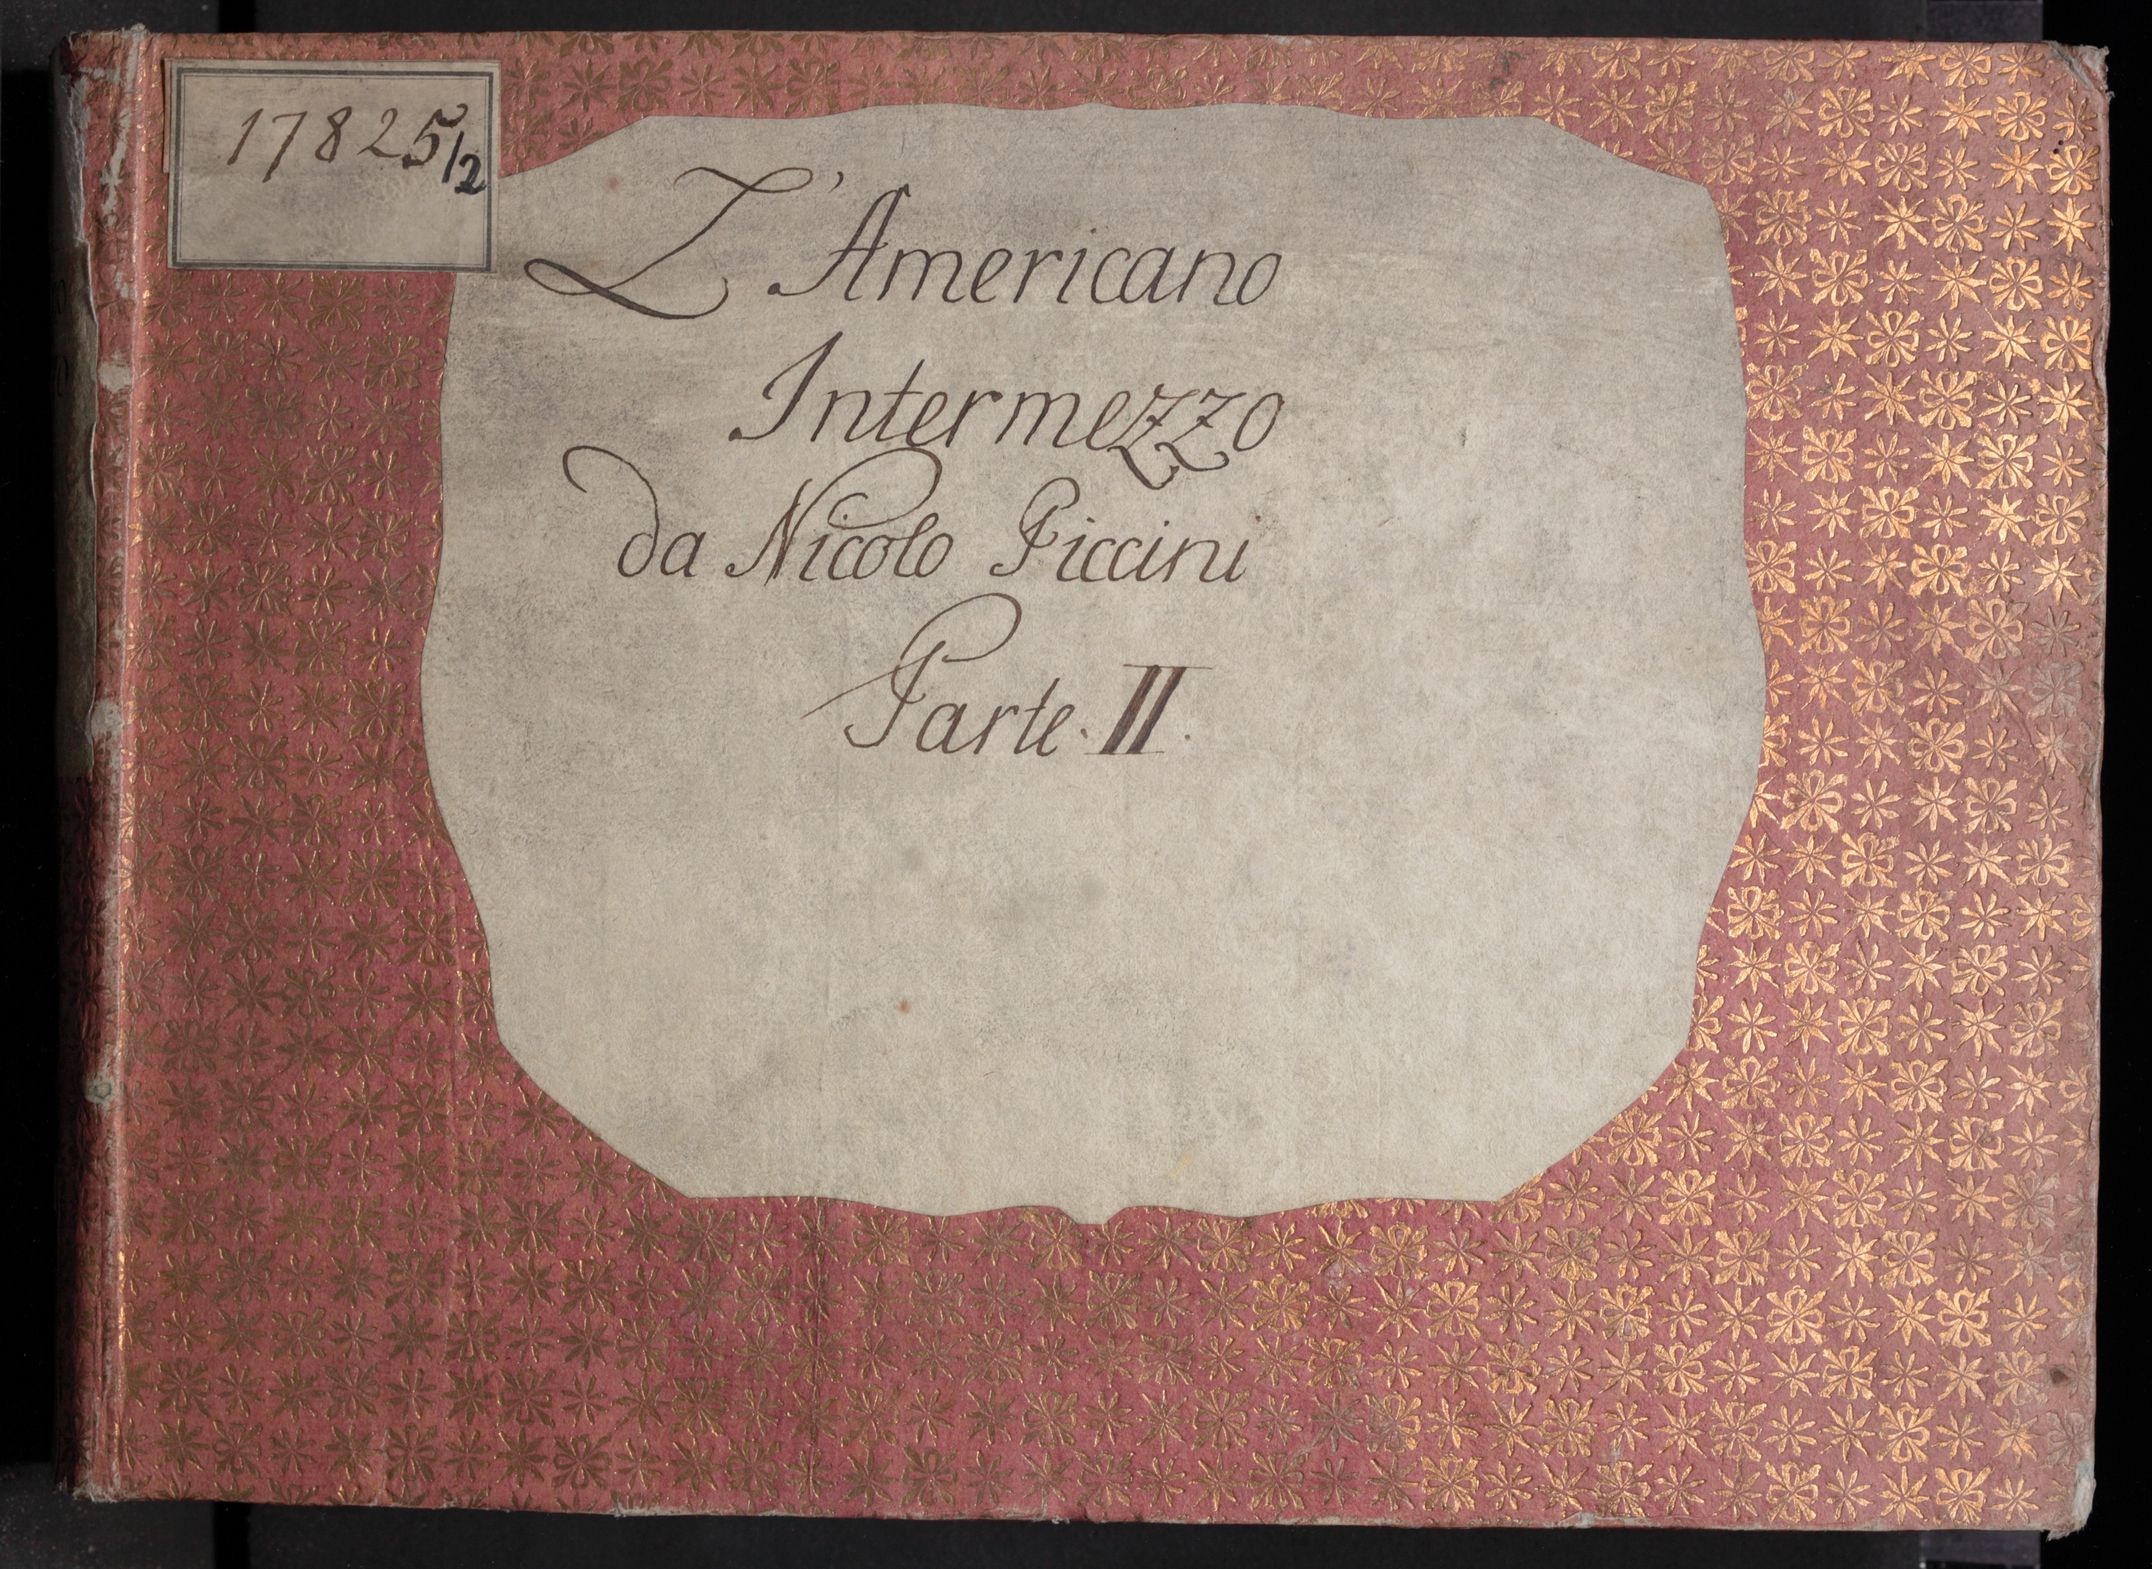 17825/2
L'Americano
Intermezzo
da Nicolo Piccini
Parte. II.